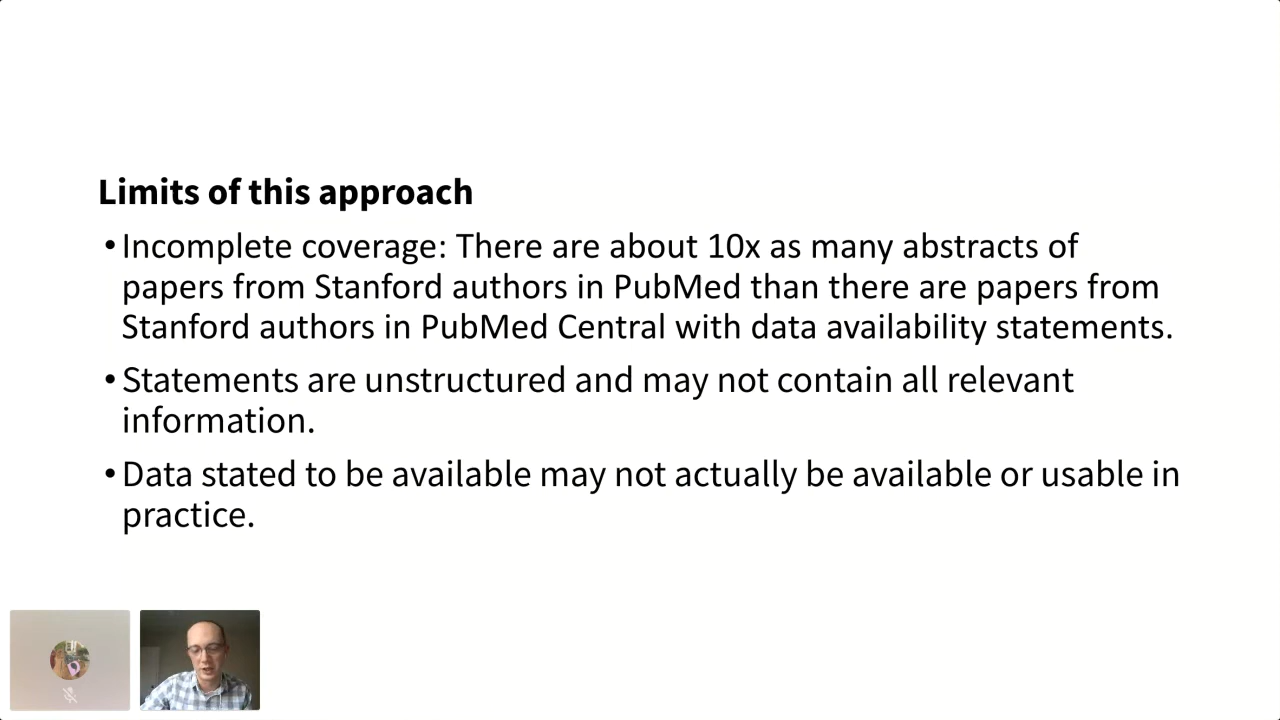 Limits of this approach
• Incomplete coverage: There are about 10x as many abstracts of
papers from Stanford authors in PubMed than there are papers from
Stanford authors in PubMed Central with data availability statements.
• Statements are unstructured and may not contain all relevant
information.
• Data stated to be available may not actually be available or usable in
practice.